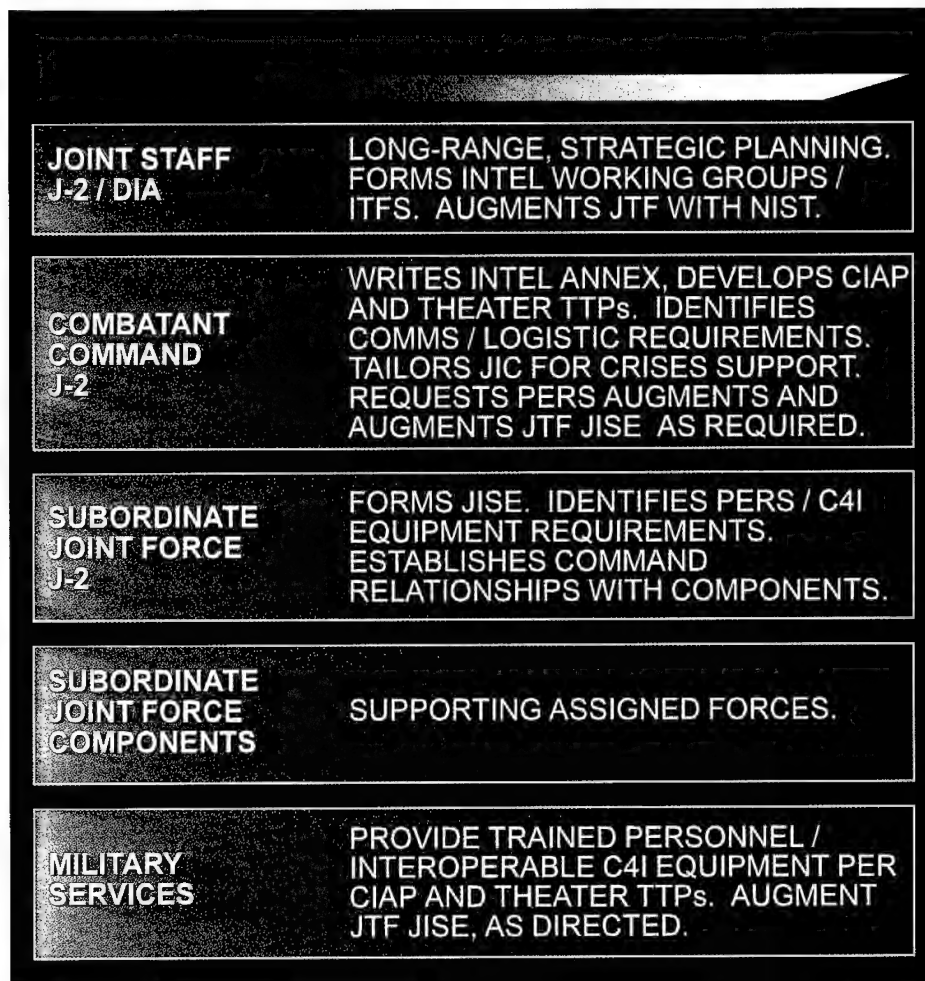 JOINT STAFF
J-2 / DIA
LONG-RANGE, STRATEGIC PLANNING.
FORMS INTEL WORKING GROUPS /
ITFS. AUGMENTS JTF WITH NIST.
COMBATANT
COMMAND
J-2
WRITES INTEL ANNEX, DEVELOPS CIAP
AND THEATER TTPs. IDENTIFIES
COMMS / LOGISTIC REQUIREMENTS.
TAILORS JIC FOR CRISES SUPPORT.
REQUESTS PERS AUGMENTS AND
AUGMENTS JTF JISE AS REQUIRED.
SUBORDINATE
JOINT FORCE
J-2
FORMS JISE. IDENTIFIES PERS / C4I
EQUIPMENT REQUIREMENTS.
ESTABLISHES COMMAND
RELATIONSHIPS WITH COMPONENTS.
SUBORDINATE
JOINT FORCE
COMPONENTS
SUPPORTING ASSIGNED FORCES.
MILITARY
SERVICES
PROVIDE TRAINED PERSONNEL /
INTEROPERABLE C4I EQUIPMENT PER
CIAP AND THEATER TTPs. AUGMENT
JTF JISE, AS DIRECTED.